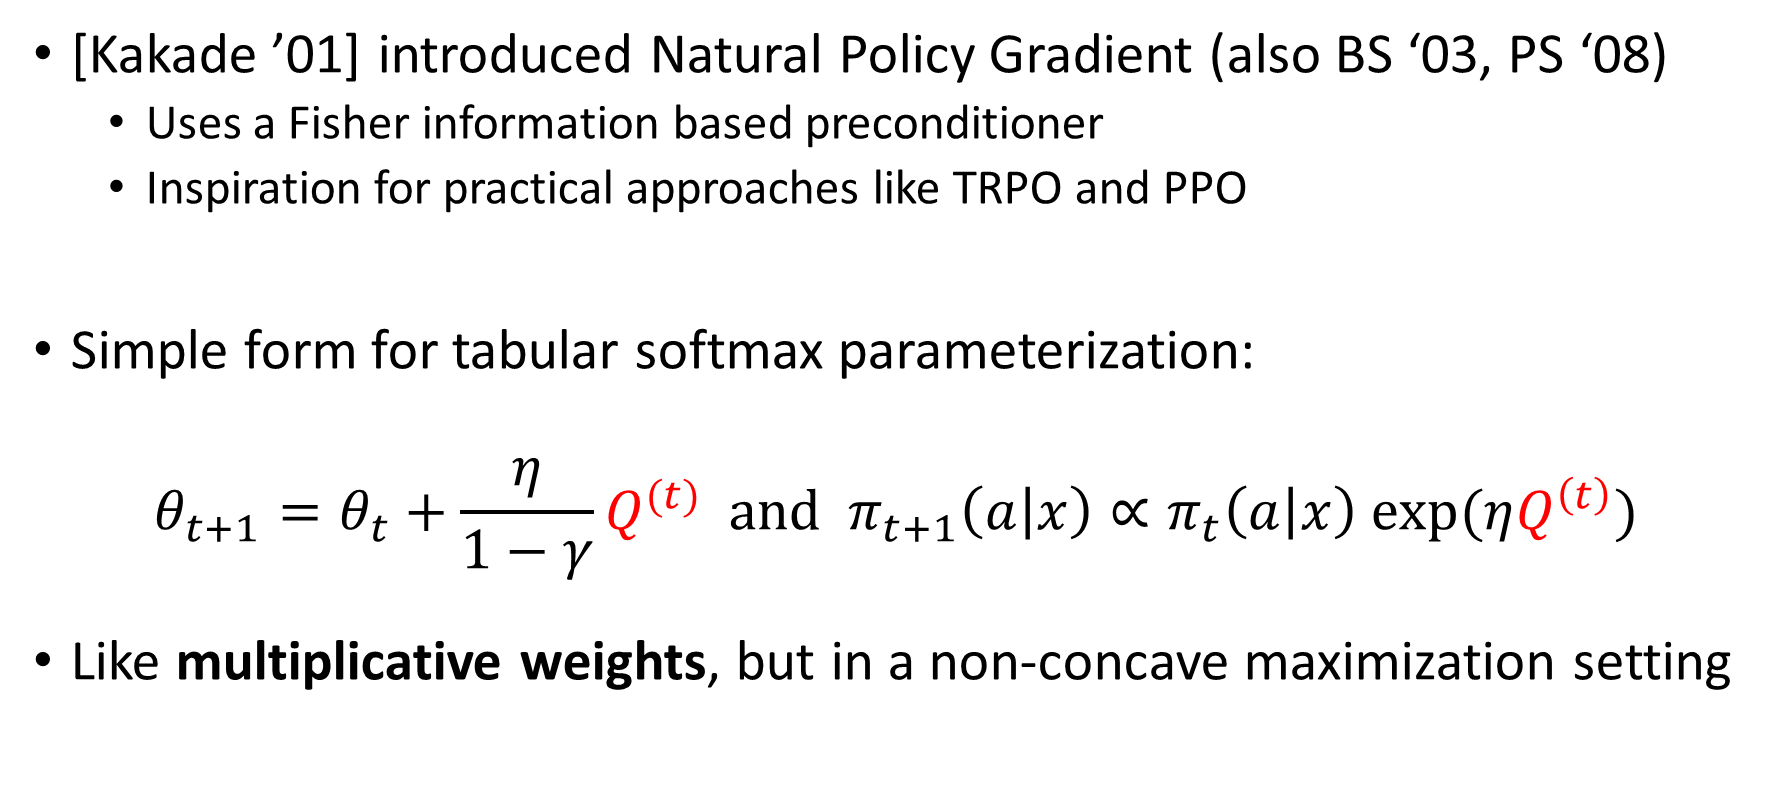 • [Kakade ’01] introduced Natural Policy Gradient (also BS ‘03, PS ‘08)
• Uses a Fisher information based preconditioner
• Inspiration for practical approaches like TRPO and PPO
• Simple form for tabular softmax parameterization:
θ_{t+1} = θ_t + \frac{η}{1 − γ} Q^{(t)} and π_{t+1}(a|x) ∝ π_t(a|x) exp(ηQ^{(t)})
• Like multiplicative weights, but in a non-concave maximization setting